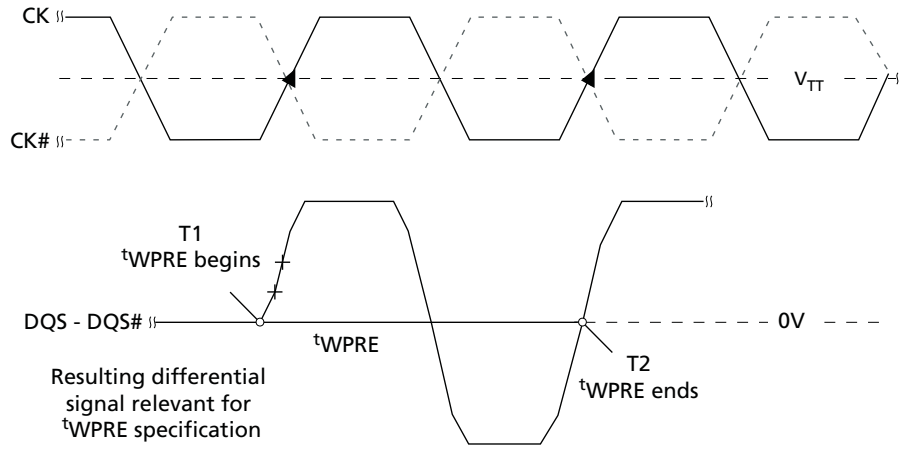 CK
V_TT
CK#
T1
ᵗWPRE begins
DQS - DQS#
0V
ᵗWPRE
T2
ᵗWPRE ends
Resulting differential
signal relevant for
ᵗWPRE specification